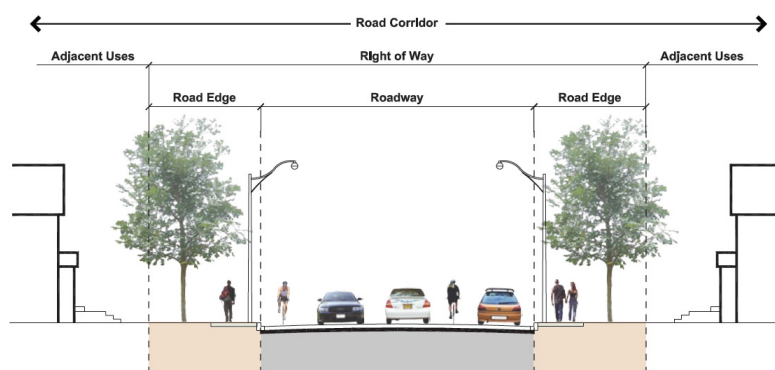 Road Corridor
Adjacent Uses
Right of Way
Adjacent Uses
Road Edge
Roadway
Road Edge